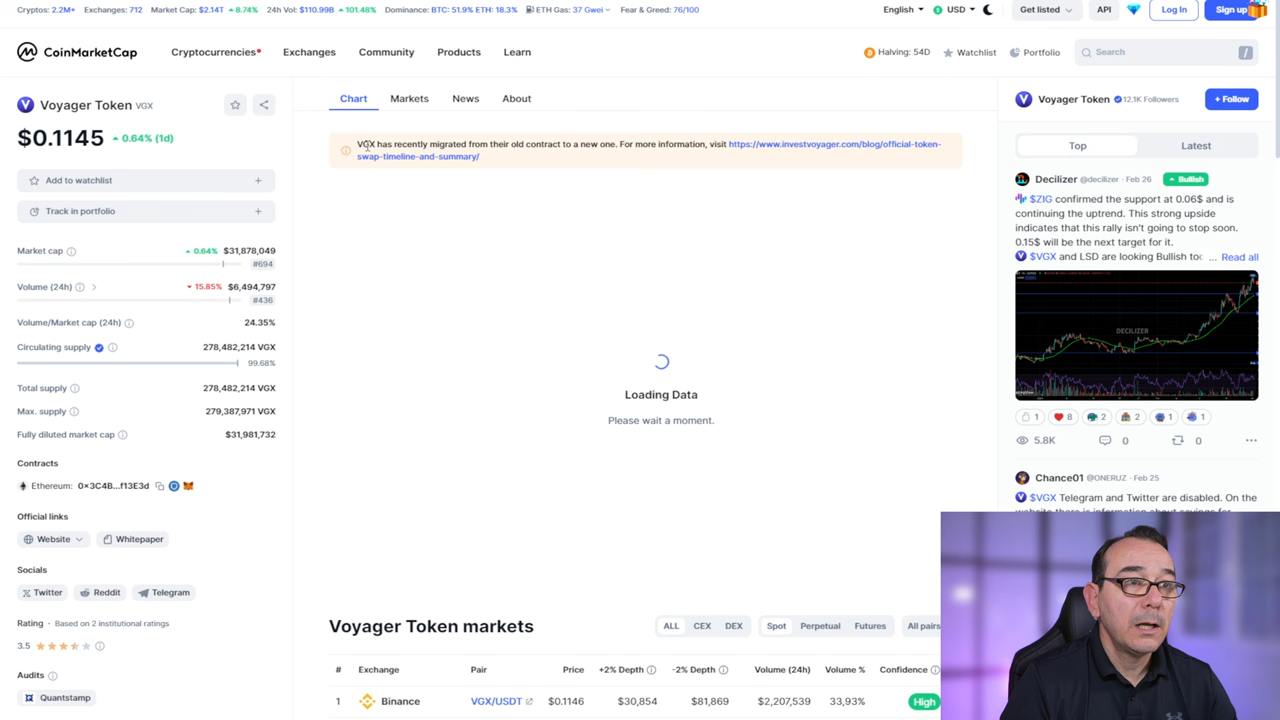 Cryptos: 2.2M+ Exchanges: 712 Market Cap: $2.14T 8.74% 24h Vol: $110.99B 101.48% Dominance: BTC: 51.9% ETH: 18.3% ETH Gas: 37 Gwei Fear & Greed: 76/100
English USD Get listed API Log In Sign up
CoinMarketCap Cryptocurrencies Exchanges Community Products Learn
Halving: 54D Watchlist Portfolio Search /
Voyager Token VGX
$0.1145 0.64% (1d)
Add to watchlist +
Track in portfolio +
Market cap 0.64% $31,878,049
#694
Volume (24h) 15.85% $6,494,797
#436
Volume/Market cap (24h) 24.35%
Circulating supply 278,482,214 VGX
99.68%
Total supply 278,482,214 VGX
Max. supply 279,387,971 VGX
Fully diluted market cap $31,981,732
Contracts
Ethereum: 0x3C4B...f13E3d
Official links
Website Whitepaper
Socials
Twitter Reddit Telegram
Rating · Based on 2 institutional ratings
3.5
Audits
Quantstamp
Chart Markets News About
VGX has recently migrated from their old contract to a new one. For more information, visit https://www.investvoyager.com/blog/official-token-
swap-timeline-and-summary/
Loading Data
Please wait a moment.
Voyager Token markets ALL CEX DEX Spot Perpetual Futures All pairs
# Exchange Pair Price +2% Depth -2% Depth Volume (24h) Volume % Confidence
1 Binance VGX/USDT $0.1146 $30,854 $81,869 $2,207,539 33,93% High
Voyager Token 12.1K Followers + Follow
Top Latest
Decilizer @decilizer · Feb 26 Bullish
$ZIG confirmed the support at 0.06$ and is
continuing the uptrend. This strong upside
indicates that this rally isn't going to stop soon.
0.15$ will be the next target for it.
$VGX and LSD are looking Bullish too ... Read all
DECILIZER
1 8 2 2 1 1
5.8K 0 0 ...
Chance01 @ONERUZ · Feb 25
$VGX Telegram and Twitter are disabled. On the